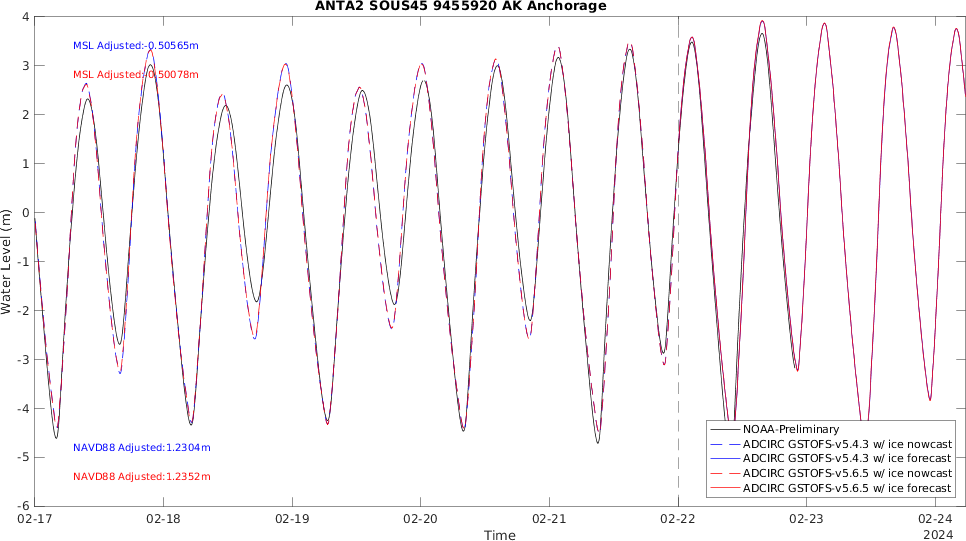 ANTA2 SOUS45 9455920 AK Anchorage
4
3
2
1
0
-1
-2
-3
-4
-5
-6
Water Level (m)
MSL Adjusted:-0.50565m
MSL Adjusted:-0.50078m
NAVD88 Adjusted:1.2304m
NAVD88 Adjusted:1.2352m
NOAA-Preliminary
ADCIRC GSTOFS-v5.4.3 w/ ice nowcast
ADCIRC GSTOFS-v5.4.3 w/ ice forecast
ADCIRC GSTOFS-v5.6.5 w/ ice nowcast
ADCIRC GSTOFS-v5.6.5 w/ ice forecast
02-17 02-18 02-19 02-20 02-21 02-22 02-23 02-24
Time
2024